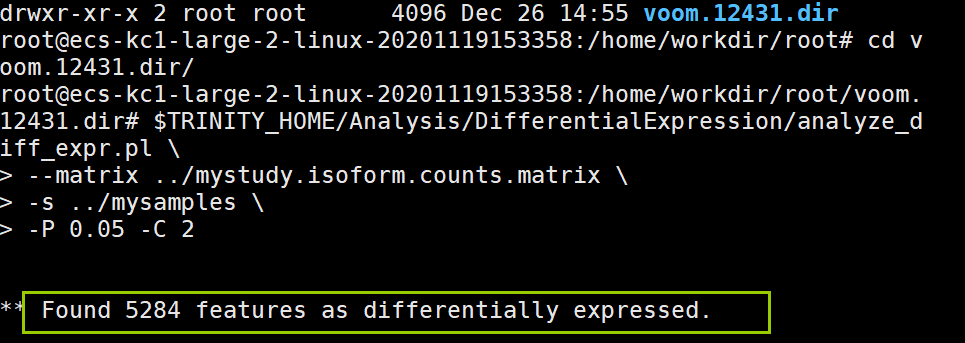 drwxr-xr-x 2 root root      4096 Dec 26 14:55 voom.12431.dir
root@ecs-kc1-large-2-linux-20201119153358:/home/workdir/root# cd v
oom.12431.dir/
root@ecs-kc1-large-2-linux-20201119153358:/home/workdir/root/voom.
12431.dir# $TRINITY_HOME/Analysis/DifferentialExpression/analyze_d
iff_expr.pl \
> --matrix ../mystudy.isoform.counts.matrix \
> -s ../mysamples \
> -P 0.05 -C 2
** Found 5284 features as differentially expressed.